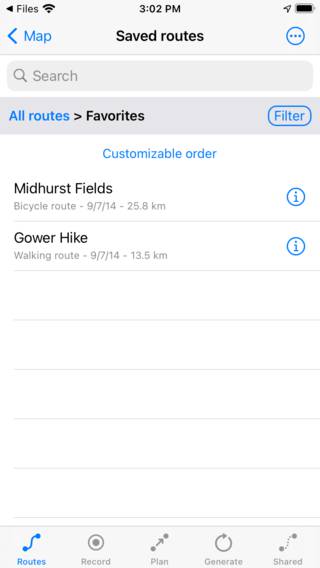 Files 3:02 PM
Map Saved routes
Search
All routes > Favorites Filter
Customizable order
Midhurst Fields
Bicycle route - 9/7/14 - 25.8 km
Gower Hike
Walking route - 9/7/14 - 13.5 km
Routes Record Plan Generate Shared